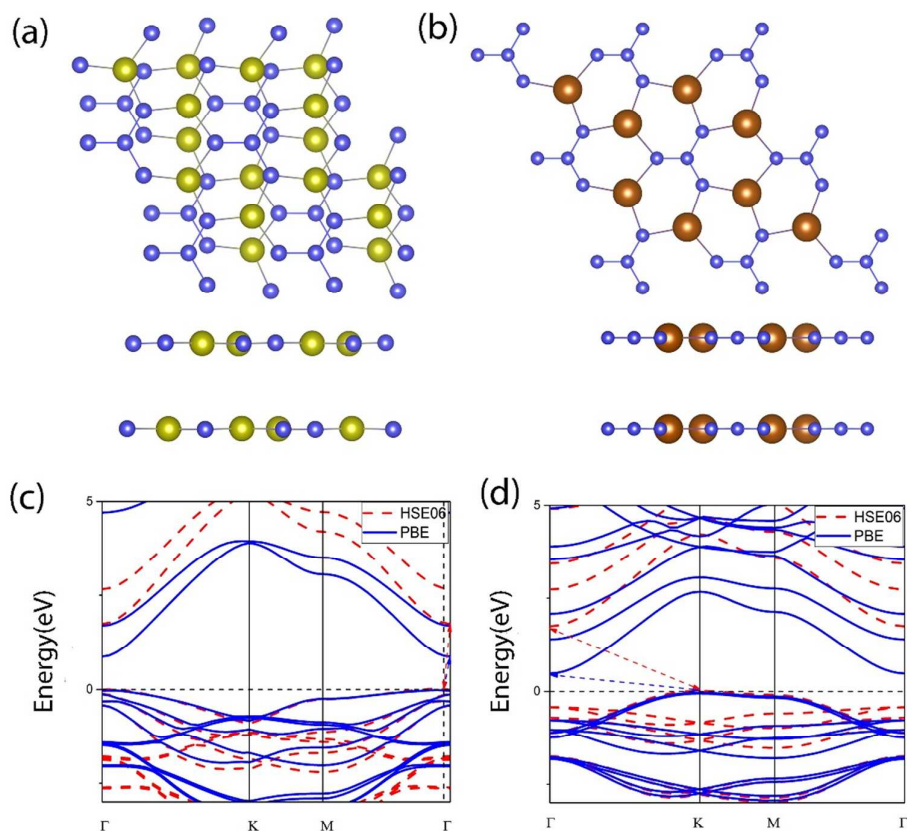 (a)
(b)
(c)
(d)
5
HSE06
PBE
0
Energy(eV)
Γ
K
M
Γ
5
HSE06
PBE
0
Energy(eV)
Γ
K
M
Γ